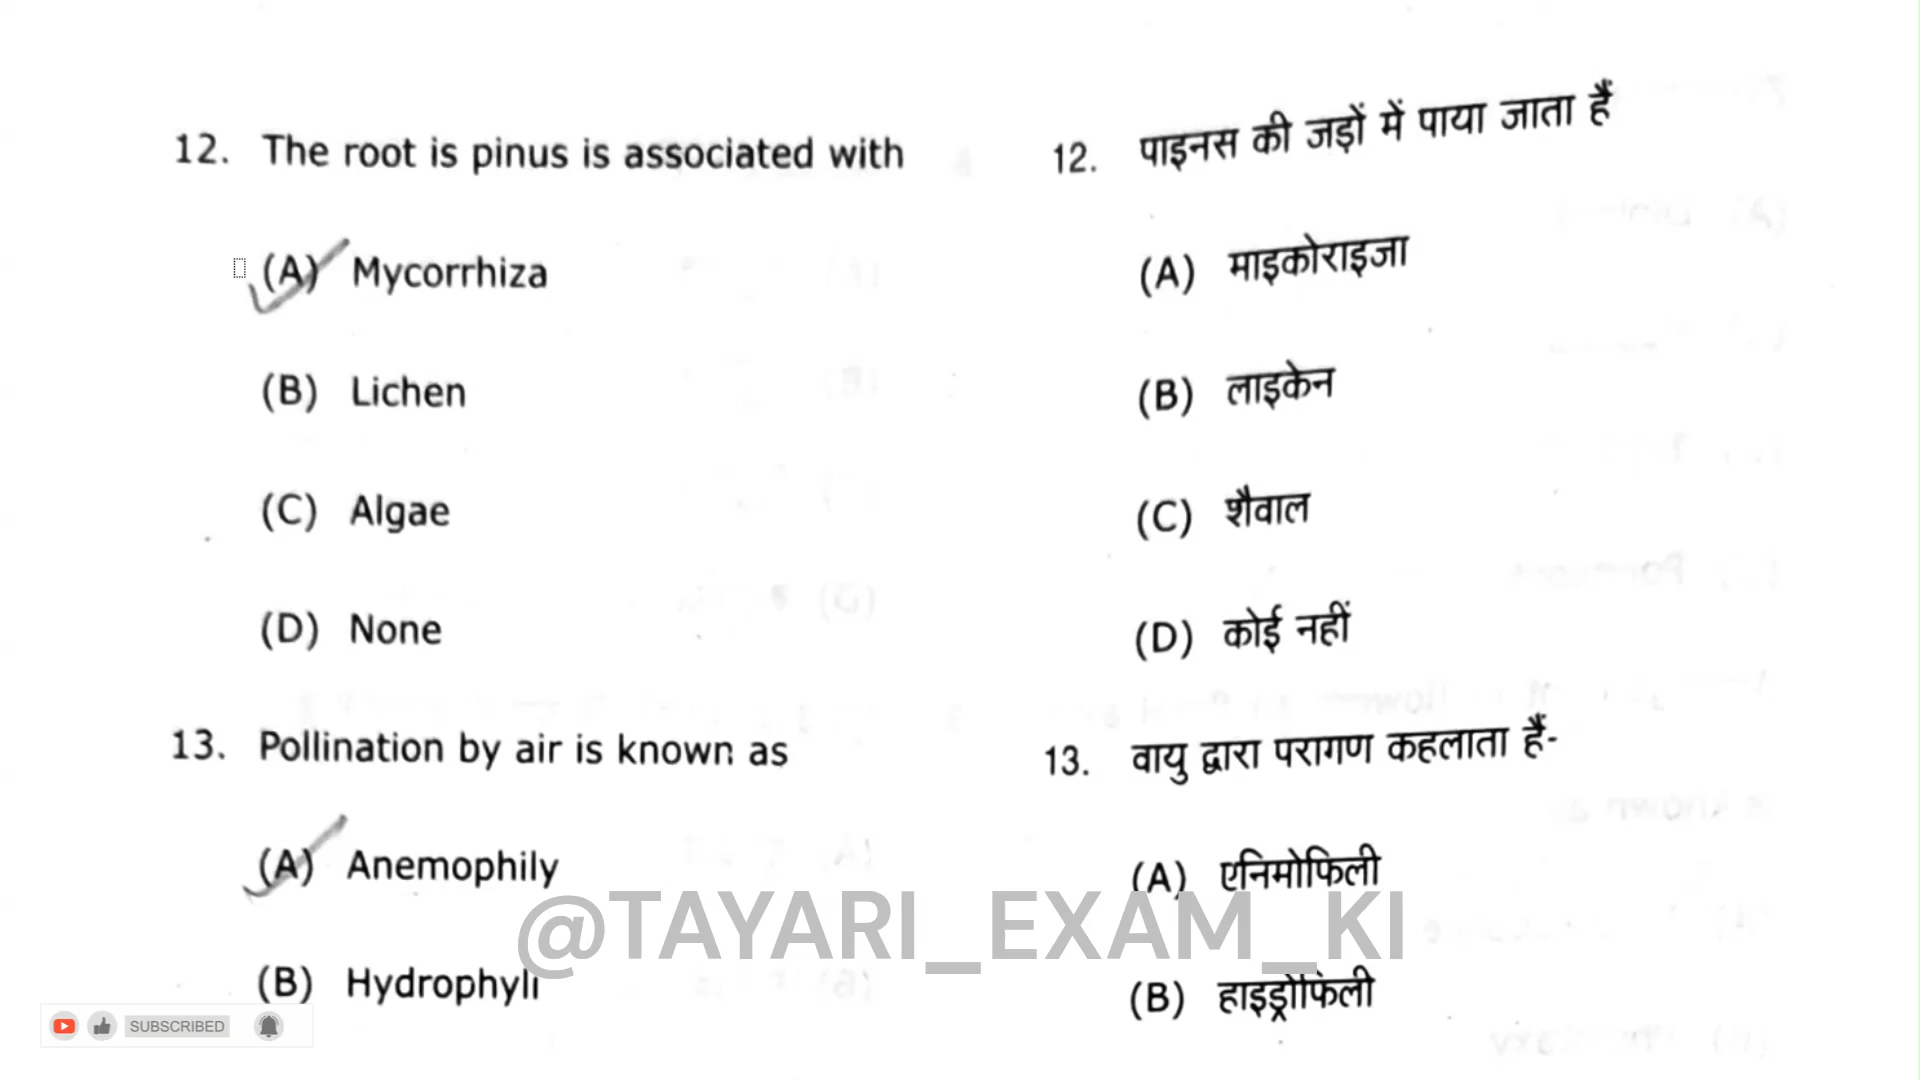 12. The root is pinus is associated with
(A) Mycorrhiza
(B) Lichen
(C) Algae
(D) None
13. Pollination by air is known as
(A) Anemophily
(B) Hydrophyli
12. पाइनस की जड़ों में पाया जाता हैं
(A) माइकोराइजा
(B) लाइकेन
(C) शैवाल
(D) कोई नहीं
13. वायु द्वारा परागण कहलाता हैं-
(A) एनिमोफिली
(B) हाइड्रोफिली
@TAYARI_EXAM_KI
SUBSCRIBED